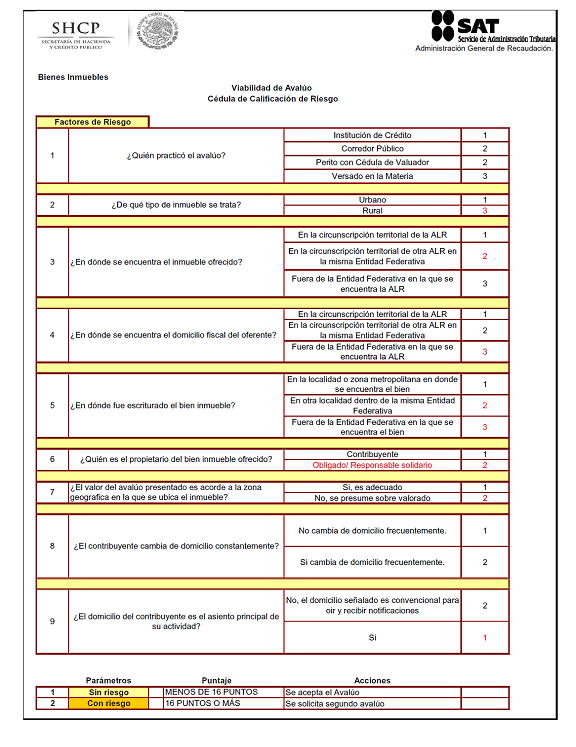 SHCP
SECRETARÍA DE HACIENDA
Y CRÉDITO PÚBLICO
SAT
Servicio de Administración Tributaria
Administración General de Recaudación.
Bienes Inmuebles
Viabilidad de Avalúo
Cédula de Calificación de Riesgo
Factores de Riesgo
1 ¿Quién practicó el avalúo?
Institución de Crédito 1
Corredor Público 2
Perito con Cédula de Valuador 2
Versado en la Materia 3
2 ¿De qué tipo de inmueble se trata?
Urbano 1
Rural 3
3 ¿En dónde se encuentra el inmueble ofrecido?
En la circunscripción territorial de la ALR 1
En la circunscripción territorial de otra ALR en
la misma Entidad Federativa 2
Fuera de la Entidad Federativa en la que se
encuentra la ALR 3
4 ¿En dónde se encuentra el domicilio fiscal del oferente?
En la circunscripción territorial de la ALR 1
En la circunscripción territorial de otra ALR en
la misma Entidad Federativa 2
Fuera de la Entidad Federativa en la que se
encuentra la ALR 3
5 ¿En dónde fue escriturado el bien inmueble?
En la localidad o zona metropolitana en donde
se encuentra el bien 1
En otra localidad dentro de la misma Entidad
Federativa 2
Fuera de la Entidad Federativa en la que se
encuentra el bien 3
6 ¿Quién es el propietario del bien inmueble ofrecido?
Contribuyente 1
Obligado/ Responsable solidario 2
7 ¿El valor del avalúo presentado es acorde a la zona
geografica en la que se ubica el inmueble?
Si, es adecuado 1
No, se presume sobre valorado 2
8 ¿El contribuyente cambia de domicilio constantemente?
No cambia de domicilio frecuentemente. 1
Si cambia de domicilio frecuentemente. 2
9 ¿El domicilio del contribuyente es el asiento principal de
su actividad?
No, el domicilio señalado es convencional para
oir y recibir notificaciones 2
Si 1
Parámetros Puntaje Acciones
1 Sin riesgo MENOS DE 16 PUNTOS Se acepta el Avalúo
2 Con riesgo 16 PUNTOS O MÁS Se solicita segundo avalúo